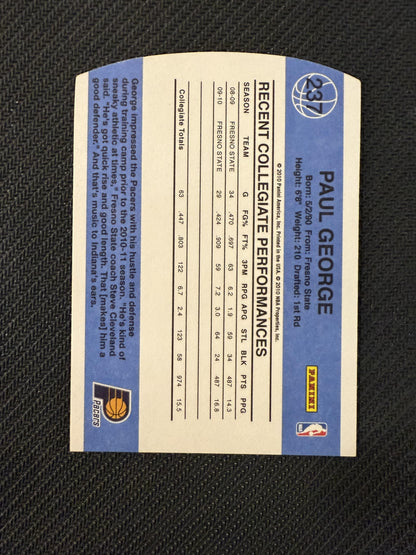 237
PAUL GEORGE
Born: 5/2/90 From: Fresno State
Height: 6'8" Weight: 210 Drafted: 1st Rd
PANINI
NBA
© 2010 Panini America, Inc. Printed in the USA. © 2010 NBA Properties, Inc.
RECENT COLLEGIATE PERFORMANCES
SEASON TEAM G FG% FT% 3PM RPG APG STL BLK PTS PPG
08-09 FRESNO STATE 34 .470 .697 63 6.2 1.9 59 34 487 14.3
09-10 FRESNO STATE 29 .424 .909 59 7.2 3.0 64 24 487 16.8
Collegiate Totals 63 .447 .803 122 6.7 2.4 123 58 974 15.5
George impressed the Pacers with his hustle and defense
during training camp prior to the 2010-11 season. "He's kind of
sneaky athletic at times," Fresno State coach Steve Cleveland
said. "He's got quick rise and good length. That [makes] him a
good defender." And that's music to Indiana's ears.
Pacers